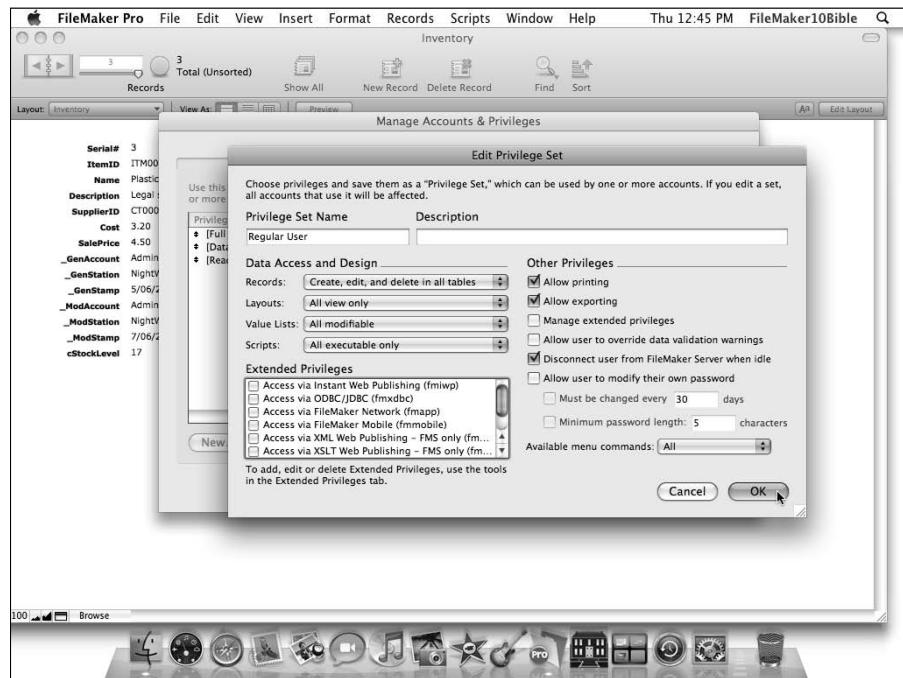 FileMaker Pro File Edit View Insert Format Records Scripts Window Help Thu 12:45 PM FileMaker10Bible
Inventory
3
3
Total (Unsorted)
Records Show All New Record Delete Record Find Sort
Layout: Inventory View As: Preview Aa Edit Layout
Manage Accounts & Privileges
Edit Privilege Set
Serial# 3
ItemID ITM00
Name Plastic
Description Legal
SupplierID CT000
Cost 3.20
SalePrice 4.50
_GenAccount Admin
_GenStation NightW
_GenStamp 5/06/2
_ModAccount Admin
_ModStation NightW
_ModStamp 7/06/2
cStockLevel 17
Use this
or more
Privileg
[Full
[Data
[Read
New
Choose privileges and save them as a “Privilege Set,” which can be used by one or more accounts. If you edit a set,
all accounts that use it will be affected.
Privilege Set Name Description
Regular User
Data Access and Design
Records: Create, edit, and delete in all tables
Layouts: All view only
Value Lists: All modifiable
Scripts: All executable only
Extended Privileges
Access via Instant Web Publishing (fmiwp)
Access via ODBC/JDBC (fmxdbc)
Access via FileMaker Network (fmapp)
Access via FileMaker Mobile (fmmobile)
Access via XML Web Publishing – FMS only (fm...
Access via XSLT Web Publishing – FMS only (fm...
To add, edit or delete Extended Privileges, use the tools
in the Extended Privileges tab.
Other Privileges
Allow printing
Allow exporting
Manage extended privileges
Allow user to override data validation warnings
Disconnect user from FileMaker Server when idle
Allow user to modify their own password
Must be changed every 30 days
Minimum password length: 5 characters
Available menu commands: All
Cancel OK
100 Browse
PRO